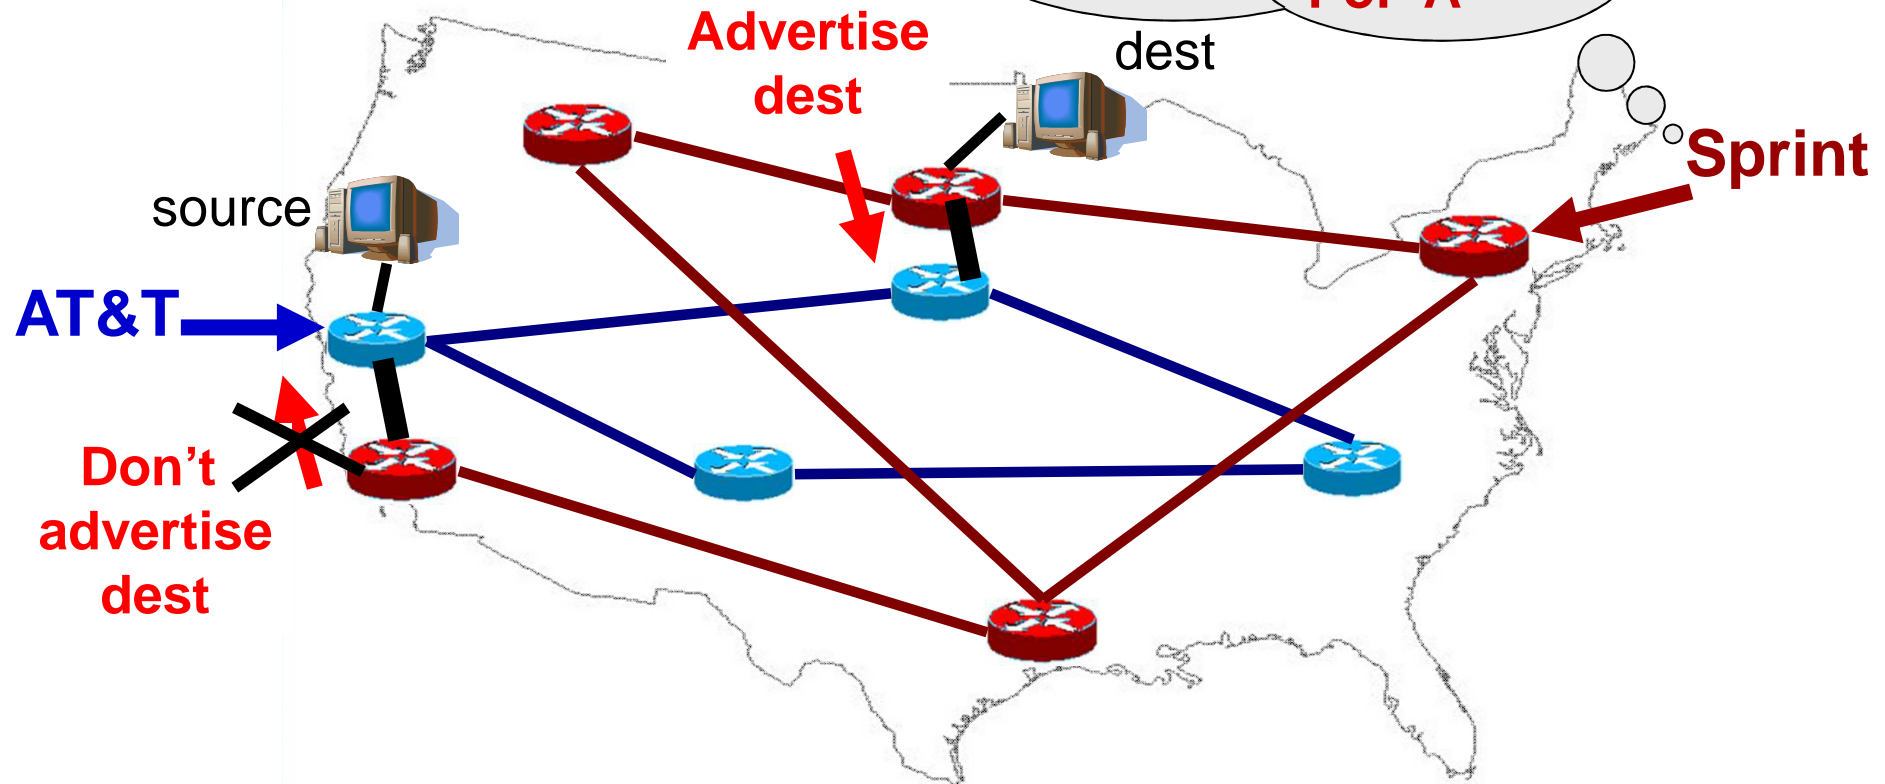 Advertise
dest
dest
Sprint
source
AT&T
Don’t
advertise
dest